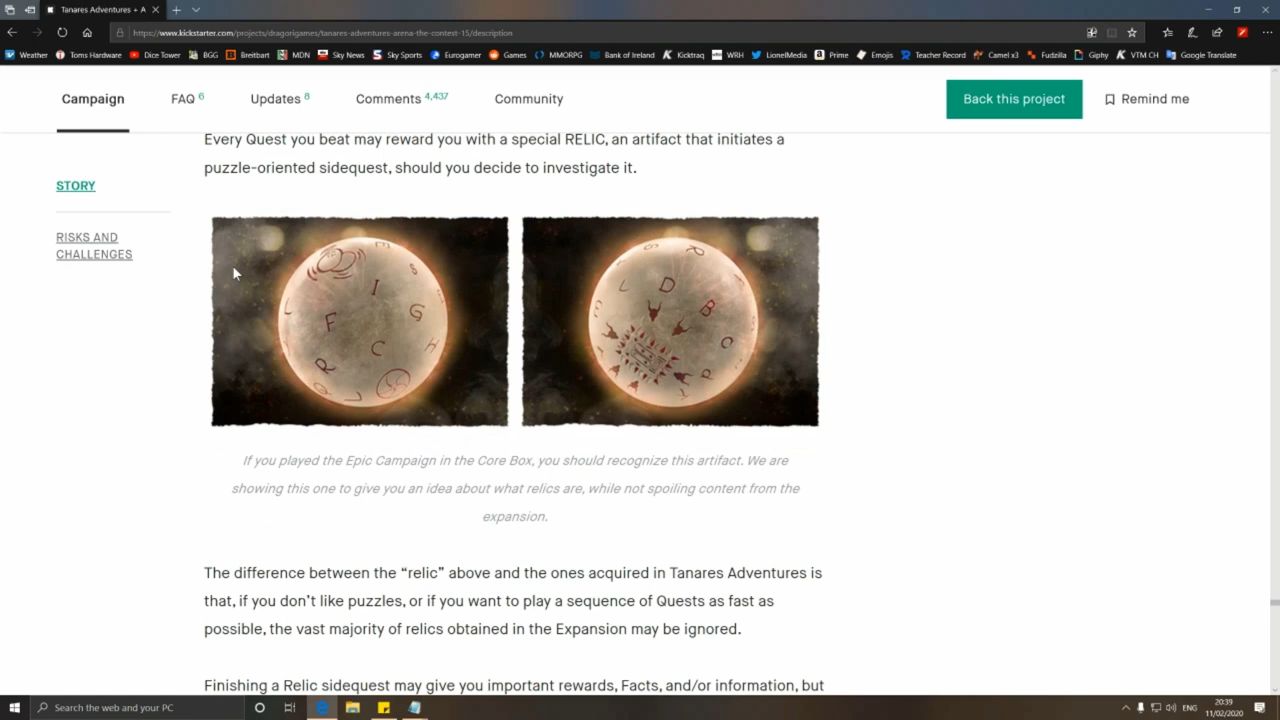 Tanares Adventures + A
https://www.kickstarter.com/projects/dragorigames/tanares-adventures-arena-the-contest-15/description
Weather Toms Hardware Dice Tower BGG Breitbart MDN Sky News Sky Sports Eurogamer Games MMORPG Bank of Ireland Kicktraq WRH LionelMedia Prime Emojis Teacher Record Camel x3 Fudzilla Giphy VTM CH Google Translate
Campaign FAQ 6 Updates 8 Comments 4,437 Community Back this project Remind me
Every Quest you beat may reward you with a special RELIC, an artifact that initiates a
puzzle-oriented sidequest, should you decide to investigate it.
STORY
RISKS AND
CHALLENGES
E S I F G L C H R L
S R L D B E C P
If you played the Epic Campaign in the Core Box, you should recognize this artifact. We are
showing this one to give you an idea about what relics are, while not spoiling content from the
expansion.
The difference between the “relic” above and the ones acquired in Tanares Adventures is
that, if you don’t like puzzles, or if you want to play a sequence of Quests as fast as
possible, the vast majority of relics obtained in the Expansion may be ignored.
Finishing a Relic sidequest may give you important rewards, Facts, and/or information, but
Search the web and your PC
ENG
20:39
11/02/2020